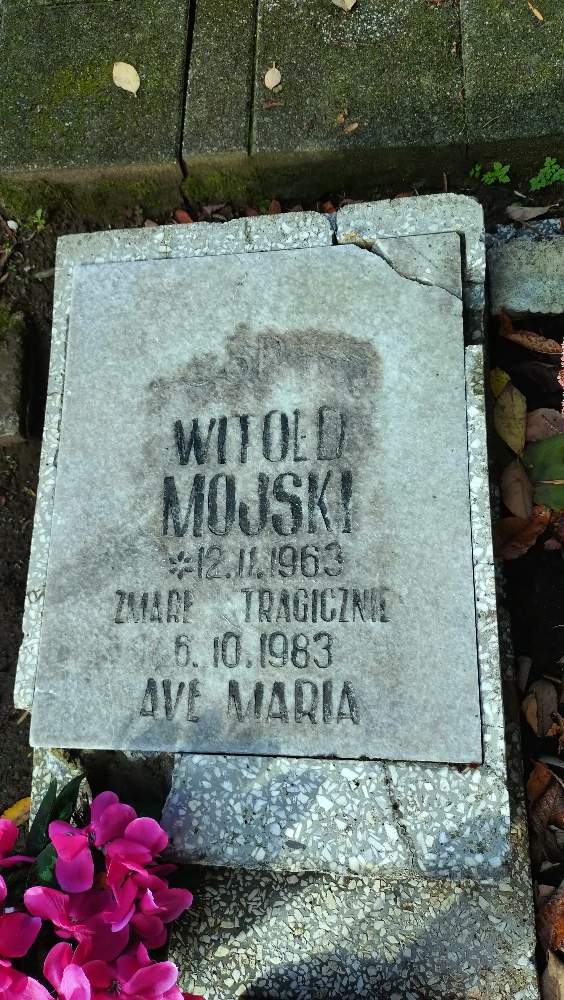 Ś.P.
WITOLD
MOJSKI
*12.11.1963
ZMARŁ TRAGICZNIE
6.10.1983
AVE MARIA